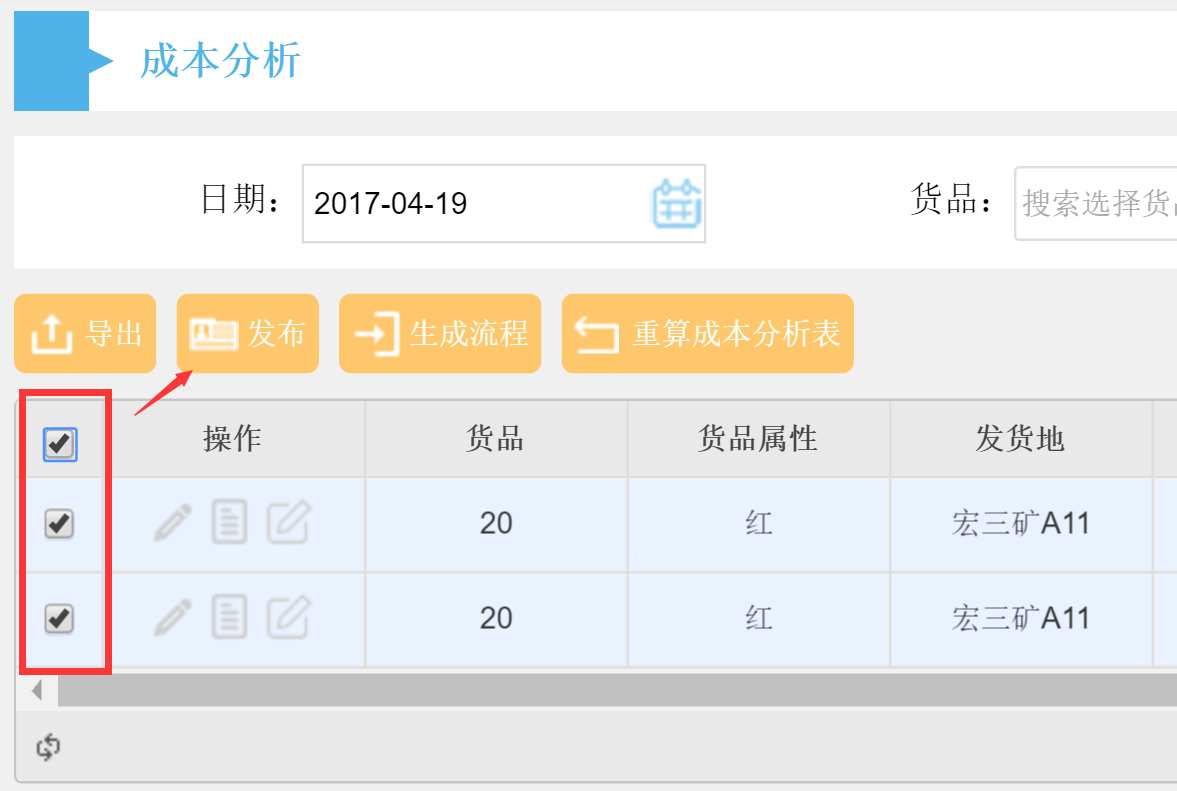 成本分析
日期： 2017-04-19 货品： 搜索选择货
导出 发布 生成流程 重算成本分析表
操作 货品 货品属性 发货地
20 红 宏三矿A11
20 红 宏三矿A11